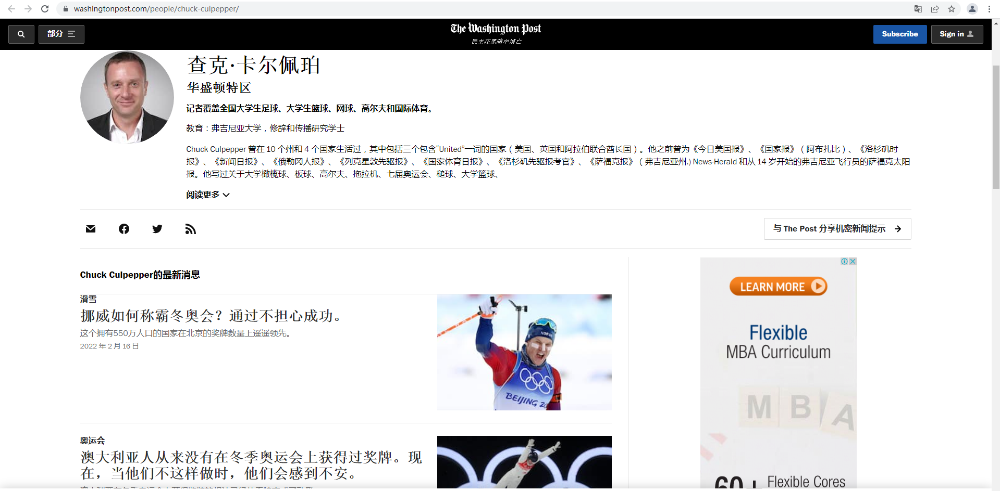 washingtonpost.com/people/chuck-culpepper/
部分
The Washington Post
民主在黑暗中消亡
Subscribe
Sign in
查克·卡尔佩珀
华盛顿特区
记者覆盖全国大学生足球、大学生篮球、网球、高尔夫和国际体育。
教育：弗吉尼亚大学，修辞和传播研究学士
Chuck Culpepper 曾在 10 个州和 4 个国家生活过，其中包括三个包含“United”一词的国家（美国、英国和阿拉伯联合酋长国）。他之前曾为《今日美国报》、《国家报》（阿布扎比）、《洛杉矶时
报》、《新闻日报》、《俄勒冈人报》、《列克星敦先驱报》、《国家体育日报》、《洛杉矶先驱报考官》、《萨福克报》（弗吉尼亚州.) News-Herald 和从 14 岁开始的弗吉尼亚飞行员的萨福克太阳
报。他写过关于大学橄榄球、板球、高尔夫、拖拉机、七届奥运会、槌球、大学篮球、
阅读更多
与 The Post 分享机密新闻提示
Chuck Culpepper的最新消息
滑雪
挪威如何称霸冬奥会？通过不担心成功。
这个拥有550万人口的国家在北京的奖牌数量上遥遥领先。
2022 年 2 月 16 日
BEIJING 2
奥运会
澳大利亚人从来没有在冬季奥运会上获得过奖牌。现
在，当他们不这样做时，他们会感到不安。
LEARN MORE
Flexible
MBA Curriculum
M B A
60+ Flexible Cores